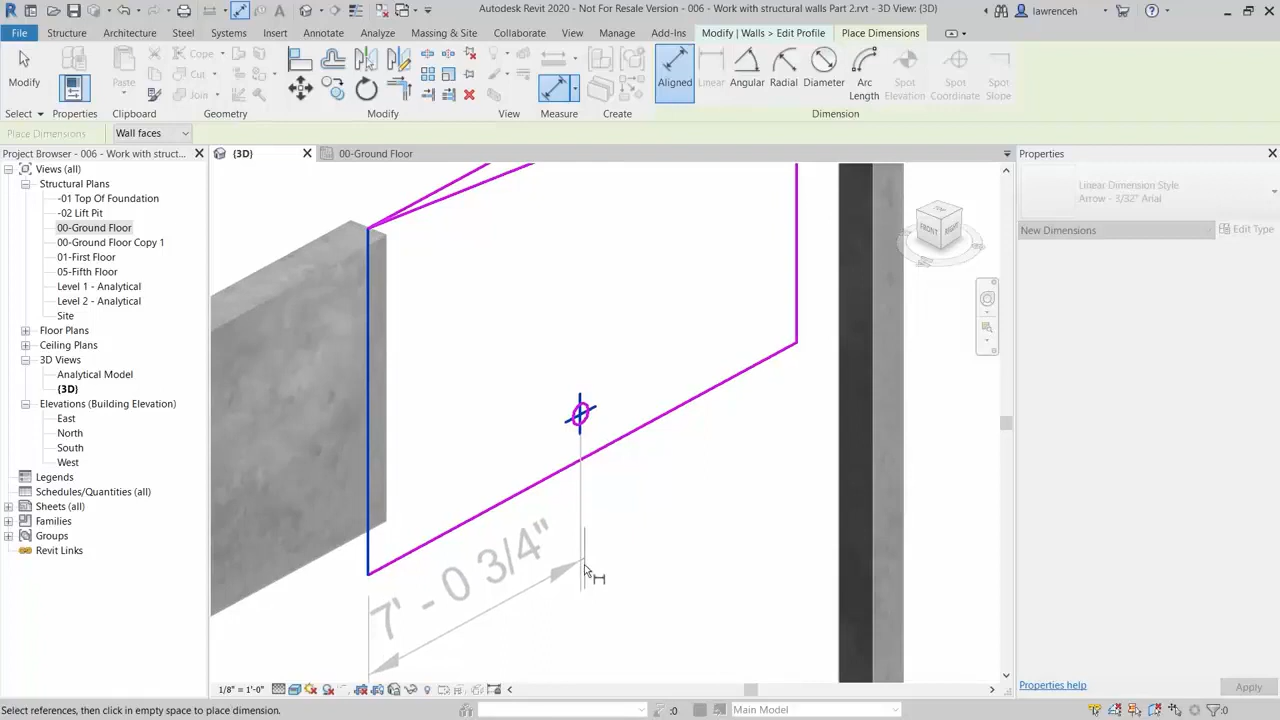 Autodesk Revit 2020 - Not For Resale Version - 006 - Work with structural walls Part 2.rvt - 3D View: {3D}
lawrenceh
File
Structure
Architecture
Steel
Systems
Insert
Annotate
Analyze
Massing & Site
Collaborate
View
Manage
Add-Ins
Modify | Walls > Edit Profile
Place Dimensions
Modify
Paste
Cope
Cut
Join
Aligned
Linear
Angular
Radial
Diameter
Arc
Length
Spot
Elevation
Spot
Coordinate
Spot
Slope
Select
Properties
Clipboard
Geometry
Modify
View
Measure
Create
Dimension
Place Dimensions
Wall faces
Project Browser - 006 - Work with struct...
{3D}
00-Ground Floor
Properties
Views (all)
Structural Plans
-01 Top Of Foundation
-02 Lift Pit
00-Ground Floor
00-Ground Floor Copy 1
01-First Floor
05-Fifth Floor
Level 1 - Analytical
Level 2 - Analytical
Site
Floor Plans
Ceiling Plans
3D Views
Analytical Model
{3D}
Elevations (Building Elevation)
East
North
South
West
Legends
Schedules/Quantities (all)
Sheets (all)
Families
Groups
Revit Links
TOP
FRONT
RIGHT
7' - 0 3/4"
Linear Dimension Style
Arrow - 3/32" Arial
New Dimensions
Edit Type
Properties help
Apply
1/8" = 1'-0"
Select references, then click in empty space to place dimension.
:0
Main Model
:0